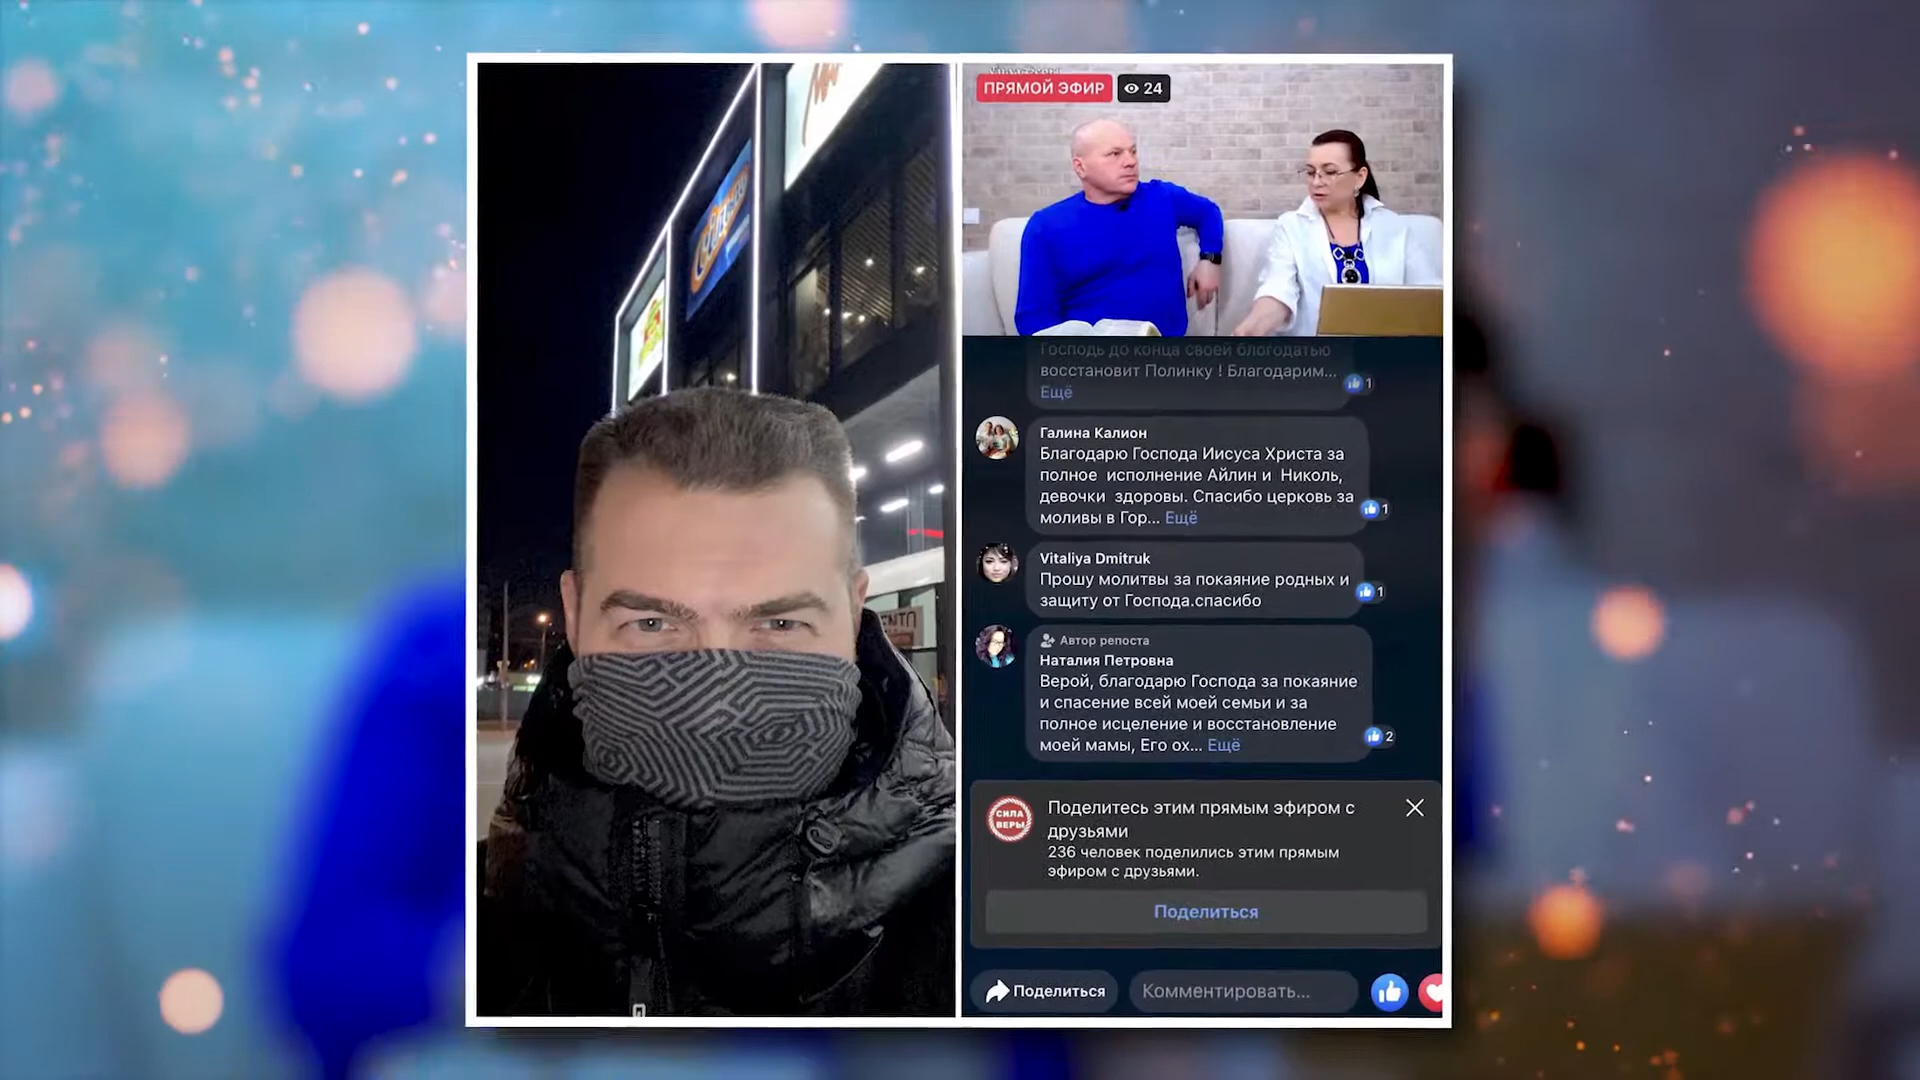 ПРЯМОЙ ЭФИР
24
Господь до конца своей блогодатью
восстановит Полинку ! Благодарим...
Ещё
1
Галина Калион
Благодарю Господа Иисуса Христа за
полное исполнение Айлин и Николь,
девочки здоровы. Спасибо церковь за
моливы в Гор... Ещё
1
Vitaliya Dmitruk
Прошу молитвы за покаяние родных и
защиту от Господа.спасибо
1
Автор репоста
Наталия Петровна
Верой, благодарю Господа за покаяние
и спасение всей моей семьи и за
полное исцеление и восстановление
моей мамы, Его ох... Ещё
2
СИЛА
ВЕРЫ
Поделитесь этим прямым эфиром с
друзьями
236 человек поделились этим прямым
эфиром с друзьями.
Поделиться
Поделиться
Комментировать...